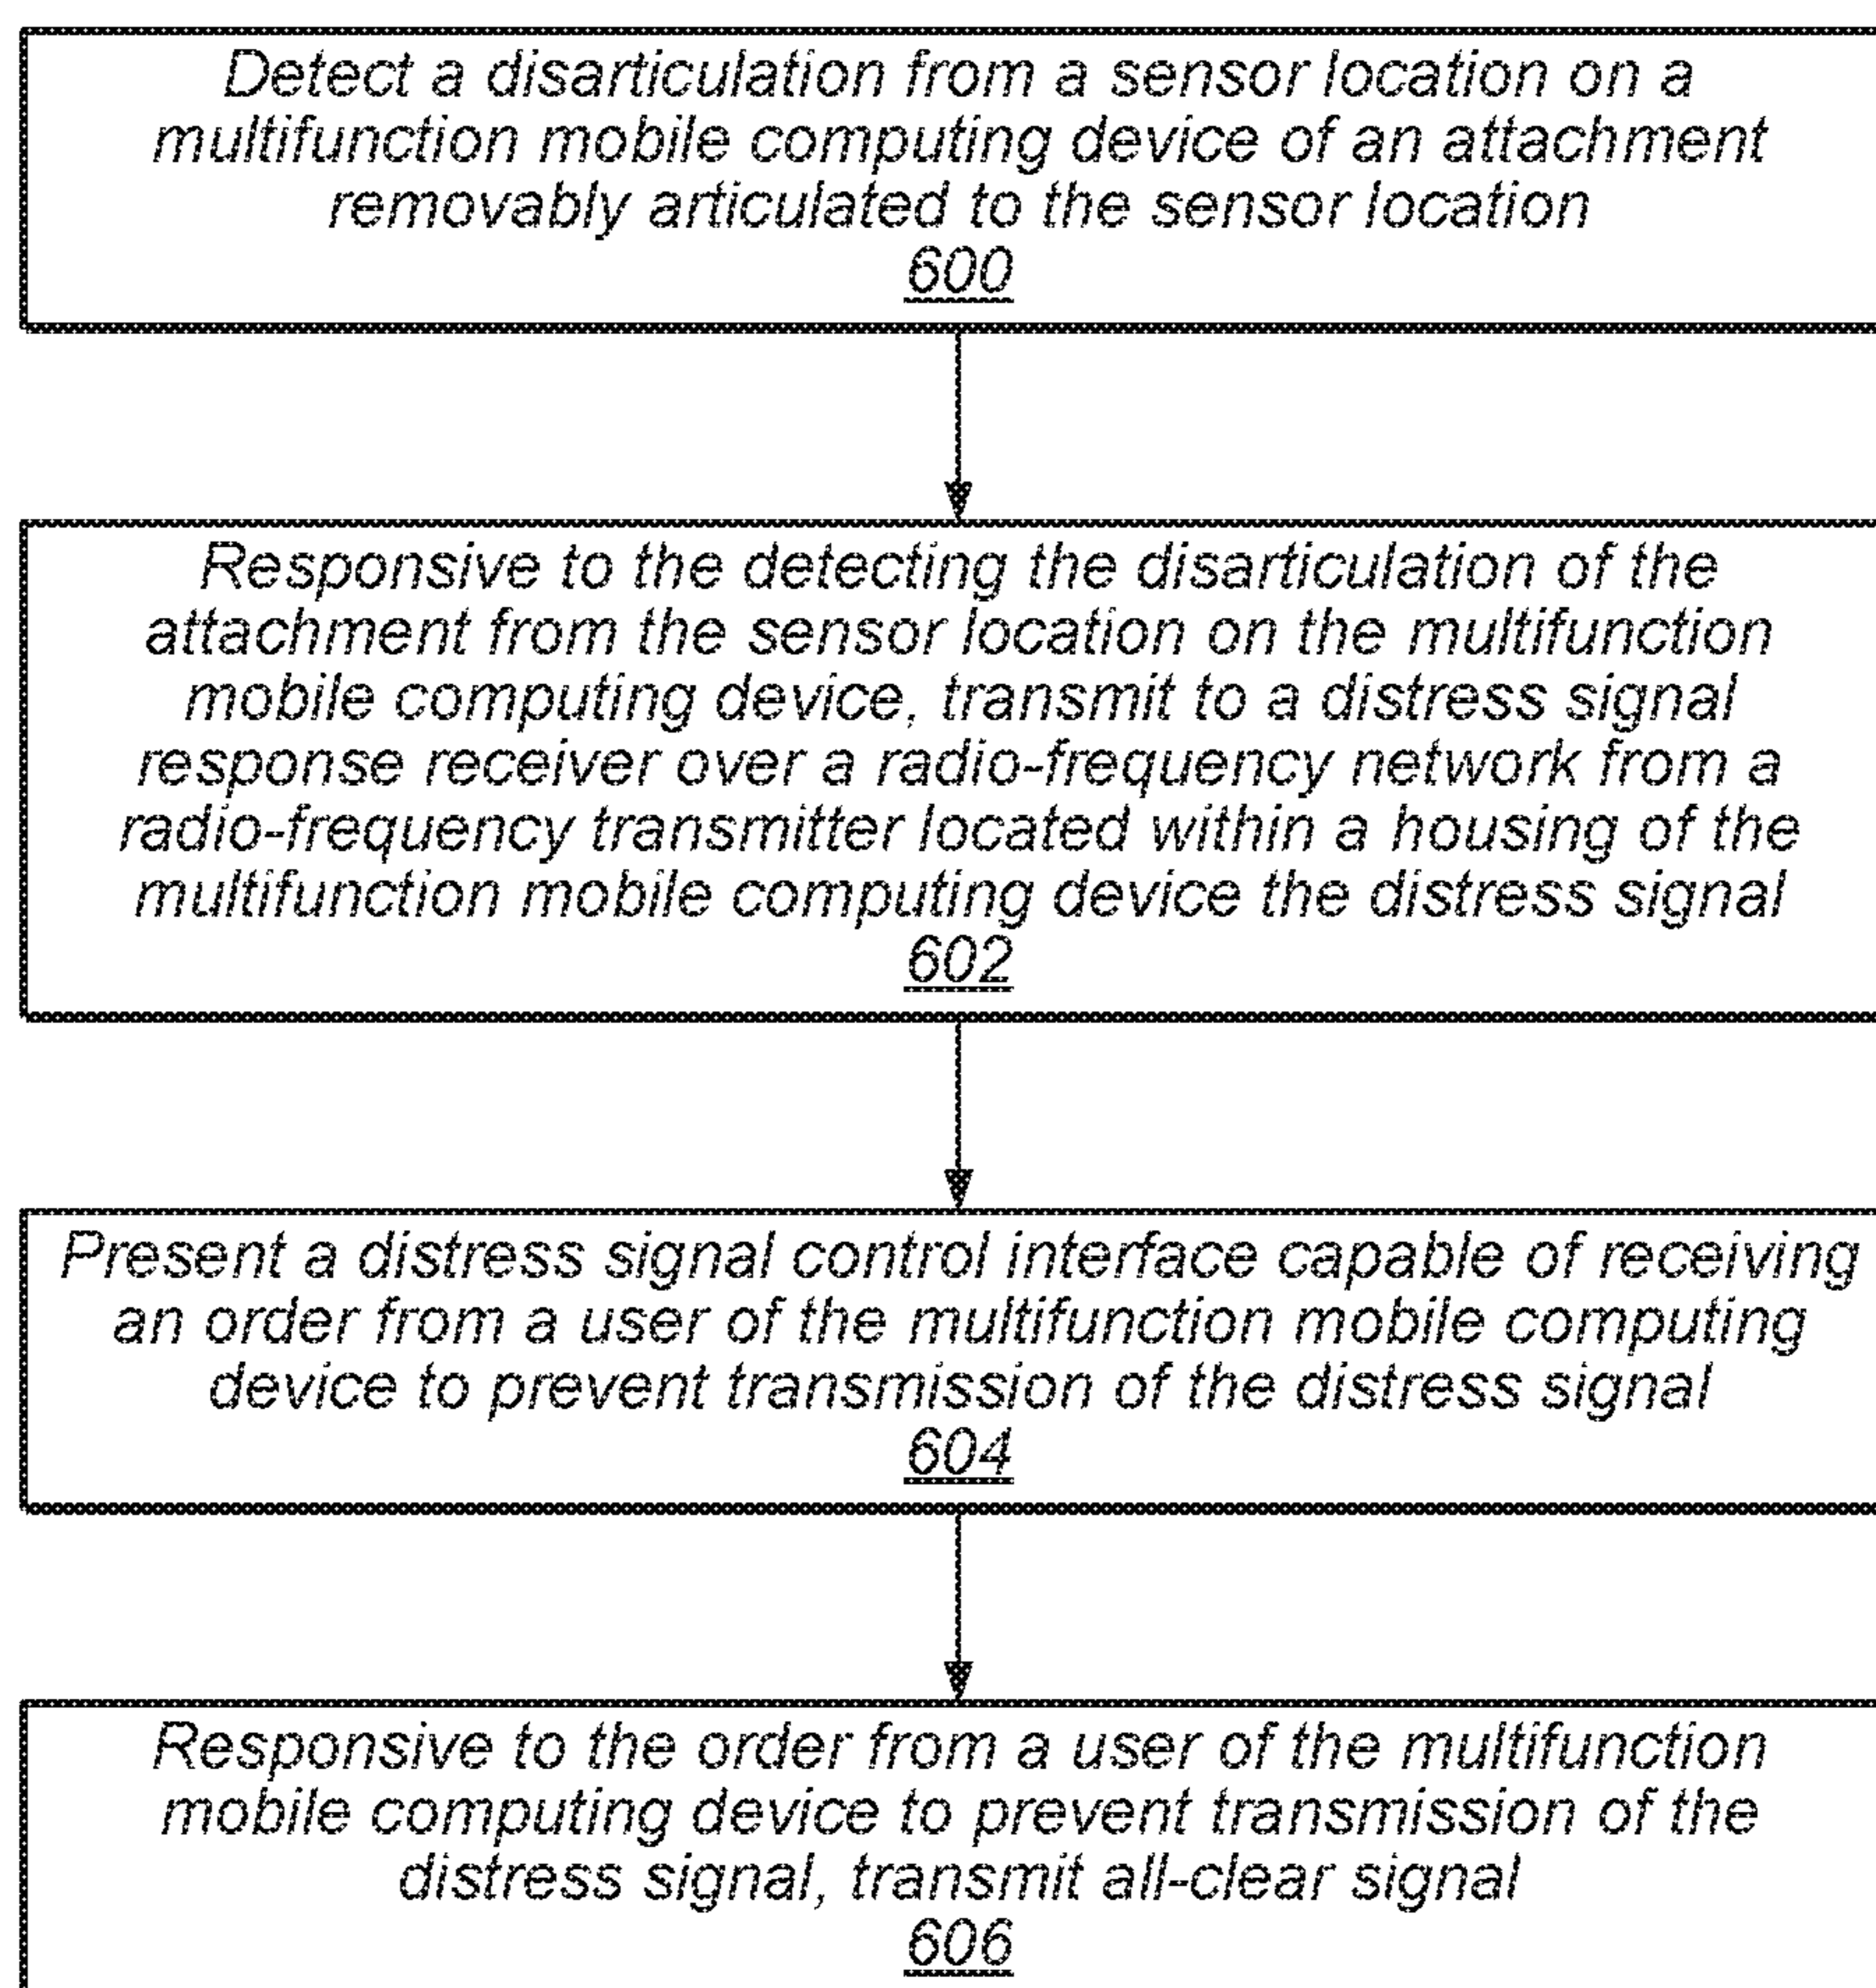 Detect a disarticulation from a sensor location on a
multifunction mobile computing device of an attachment
removably articulated to the sensor location
600
Responsive to the detecting the disarticulation of the
attachment from the sensor location on the multifunction
mobile computing device, transmit to a distress signal
response receiver over a radio-frequency network from a
radio-frequency transmitter located within a housing of the
multifunction mobile computing device the distress signal
602
Present a distress signal control interface capable of receiving
an order from a user of the multifunction mobile computing
device to prevent transmission of the distress signal
604
Responsive to the order from a user of the multifunction
mobile computing device to prevent transmission of the
distress signal, transmit all-clear signal
606